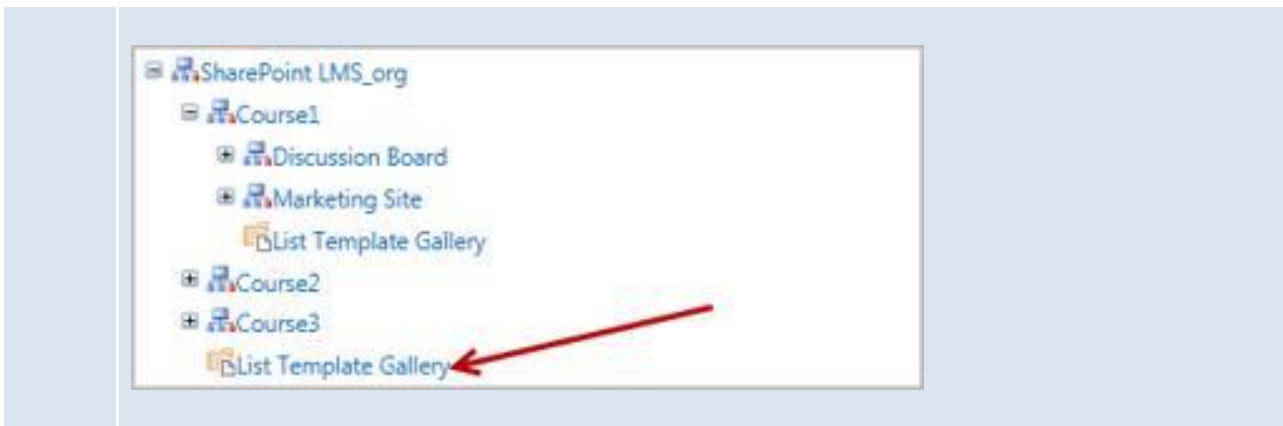 SharePoint LMS_org
Course1
Discussion Board
Marketing Site
List Template Gallery
Course2
Course3
List Template Gallery